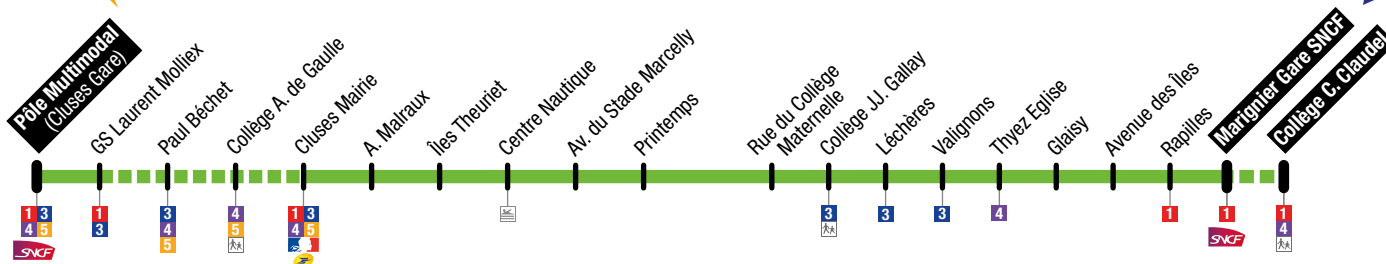 Pôle Multimodal
(Cluses Gare)
GS Laurent Molliex
Paul Béchet
Collège A. de Gaulle
Cluses Mairie
A. Malraux
Îles Theuriet
Centre Nautique
Av. du Stade Marcelly
Printemps
Rue du Collège
Maternelle
Collège JJ. Gallay
Léchères
Valignons
Thyez Eglise
Glaisy
Avenue des Îles
Rapilles
Marignier Gare SNCF
Collège C. Claudel
1 3
4 5
SNCF
1
3
3
4
5
4
5
1 3
4 5
3
3
3
4
1
1
SNCF
1
4